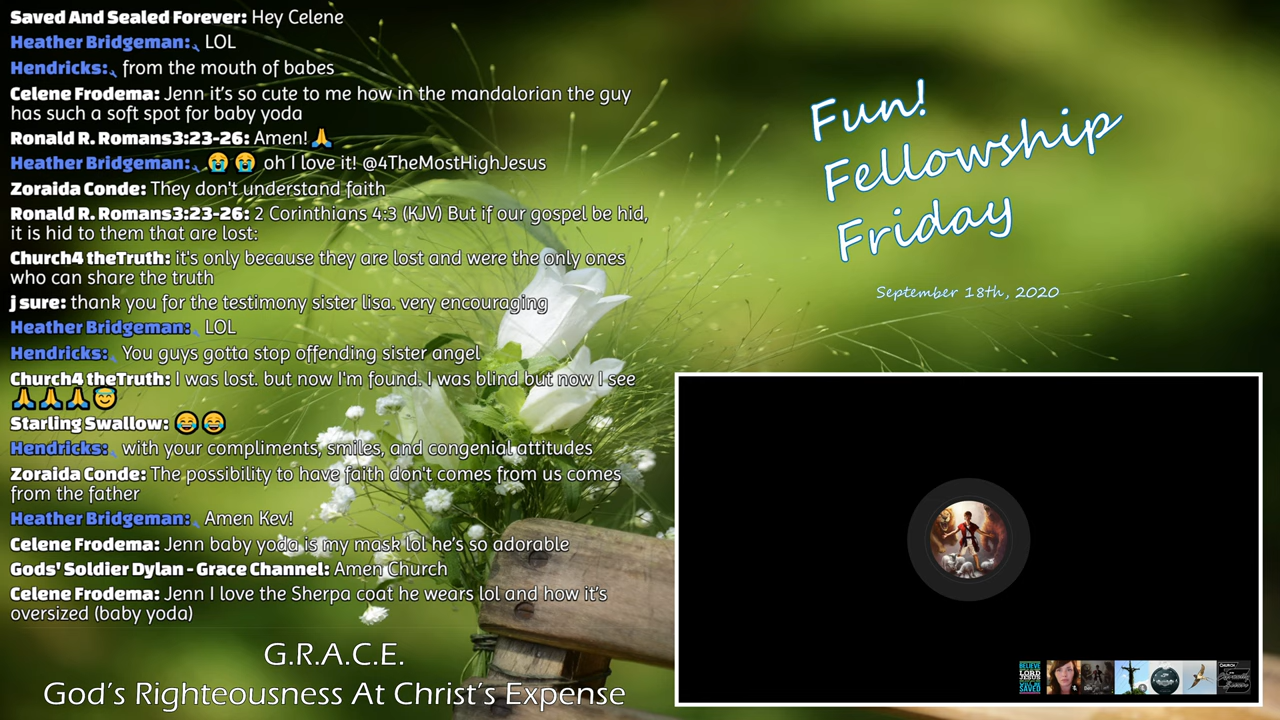 Saved And Sealed Forever: Hey Celene
Heather Bridgeman: LOL
Hendricks: from the mouth of babes
Celene Frodema: Jenn it's so cute to me how in the mandalorian the guy
has such a soft spot for baby yoda
Ronald R. Romans3:23-26: Amen! 🙏
Heather Bridgeman: 😭 😭 oh I love it! @4TheMostHighJesus
Zoraida Conde: They don't understand faith
Ronald R. Romans3:23-26: 2 Corinthians 4:3 (KJV) But if our gospel be hid,
it is hid to them that are lost:
Church4 theTruth: it's only because they are lost and were the only ones
who can share the truth
j sure: thank you for the testimony sister lisa. very encouraging
Heather Bridgeman: LOL
Hendricks: You guys gotta stop offending sister angel
Church4 theTruth: I was lost. but now I'm found. I was blind but now I see
🙏🙏🙏😇
Starling Swallow: 😂😂
Hendricks: with your compliments, smiles, and congenial attitudes
Zoraida Conde: The possibility to have faith don't comes from us comes
from the father
Heather Bridgeman: Amen Kev!
Celene Frodema: Jenn baby yoda is my mask lol he's so adorable
Gods' Soldier Dylan - Grace Channel: Amen Church
Celene Frodema: Jenn I love the Sherpa coat he wears lol and how it's
oversized (baby yoda)
G.R.A.C.E.
God's Righteousness At Christ's Expense
Fun!
Fellowship
Friday
September 18th, 2020
BELIEVE
LORD
JESUS
SAVED